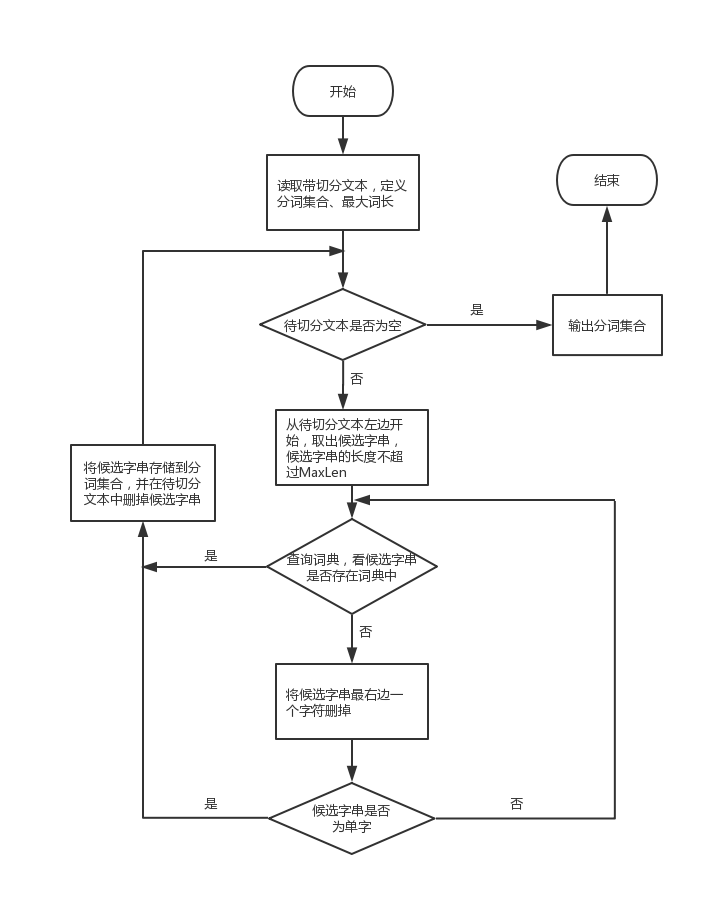 开始
读取带切分文本，定义
分词集合、最大词长
结束
待切分文本是否为空
是
输出分词集合
否
从待切分文本左边开
始，取出候选字串，
候选字串的长度不超
过MaxLen
将候选字串存储到分
词集合，并在待切分
文本中删掉候选字串
是
查询词典，看候选字串
是否存在词典中
否
将候选字串最右边一
个字符删掉
是
候选字串是否
为单字
否